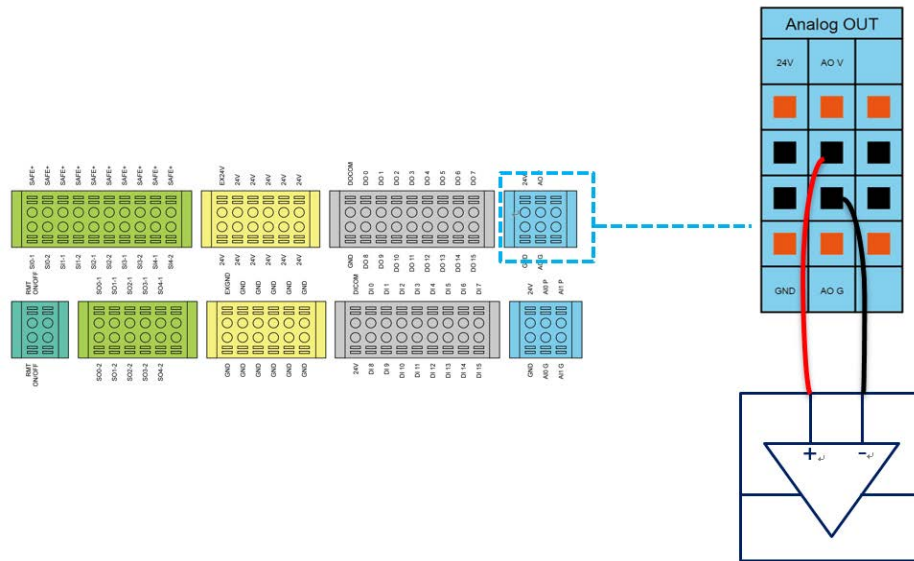 Analog OUT
24V AO V
SAFE+ SAFE+ SAFE+ SAFE+ SAFE+ SAFE+ SAFE+ SAFE+ SAFE+ SAFE+
EX24V 24V 24V 24V 24V 24V
DOCOM DO 0 DO 1 DO 2 DO 3 DO 4 DO 5 DO 6 DO 7
24V AO
SI0-1 SI0-2 SI1-1 SI1-2 SI2-1 SI2-2 SI3-1 SI3-2 SI4-1 SI4-2
24V 24V 24V 24V 24V 24V
GND DO 8 DO 9 DO 10 DO 11 DO 12 DO 13 DO 14 DO 15
GND AO G
RMT
ON/OFF
SO0-1 SO1-1 SO2-1 SO3-1 SO4-1
EXGND GND GND GND GND GND
DICOM DI 0 DI 1 DI 2 DI 3 DI 4 DI 5 DI 6 DI 7
24V AI0 P AI1 P
RMT
ON/OFF
SO0-2 SO1-2 SO2-2 SO3-2 SO4-2
GND GND GND GND GND GND
24V DI 8 DI 9 DI 10 DI 11 DI 12 DI 13 DI 14 DI 15
GND AI0 G AI1 G
GND AO G
+ -